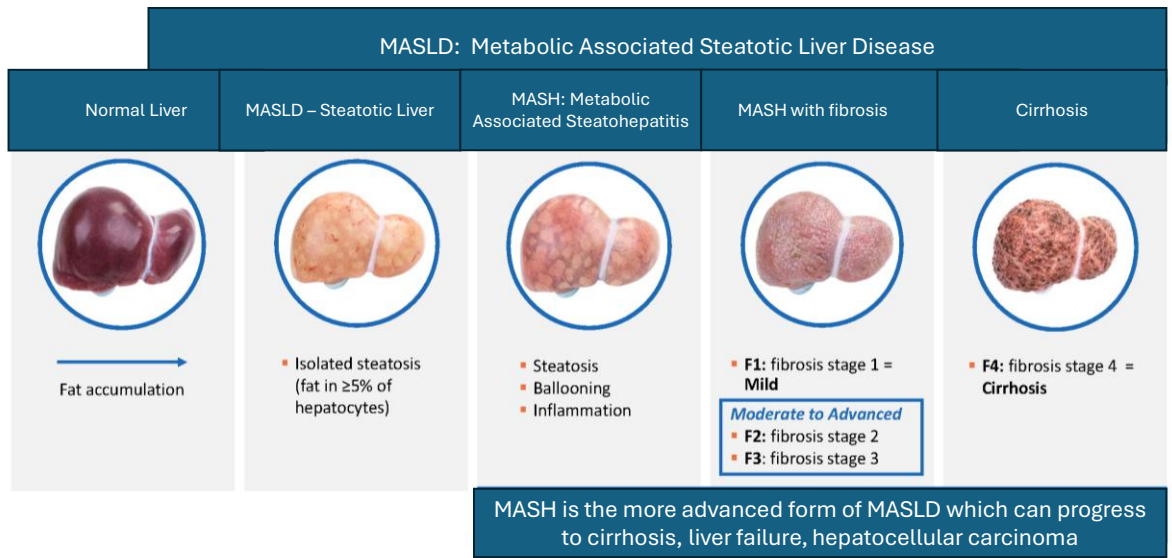 MASLD: Metabolic Associated Steatotic Liver Disease
Normal Liver
MASLD – Steatotic Liver
MASH: Metabolic
Associated Steatohepatitis
MASH with fibrosis
Cirrhosis
Fat accumulation
▪ Isolated steatosis
(fat in ≥5% of
hepatocytes)
▪ Steatosis
▪ Ballooning
▪ Inflammation
▪ F1: fibrosis stage 1 =
Mild
Moderate to Advanced
▪ F2: fibrosis stage 2
▪ F3: fibrosis stage 3
▪ F4: fibrosis stage 4 =
Cirrhosis
MASH is the more advanced form of MASLD which can progress
to cirrhosis, liver failure, hepatocellular carcinoma